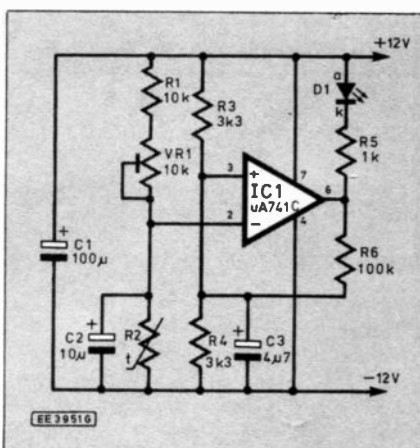 +12V
R1
10k
R3
3k3
D1
a
k
VR1
10k
R5
1k
3
+
7
IC1
uA741C
6
2
−
4
R6
100k
+
C1
100μ
+
C2
10μ
R2
t
R4
3k3
+
C3
4μ7
−12V
EE3951G